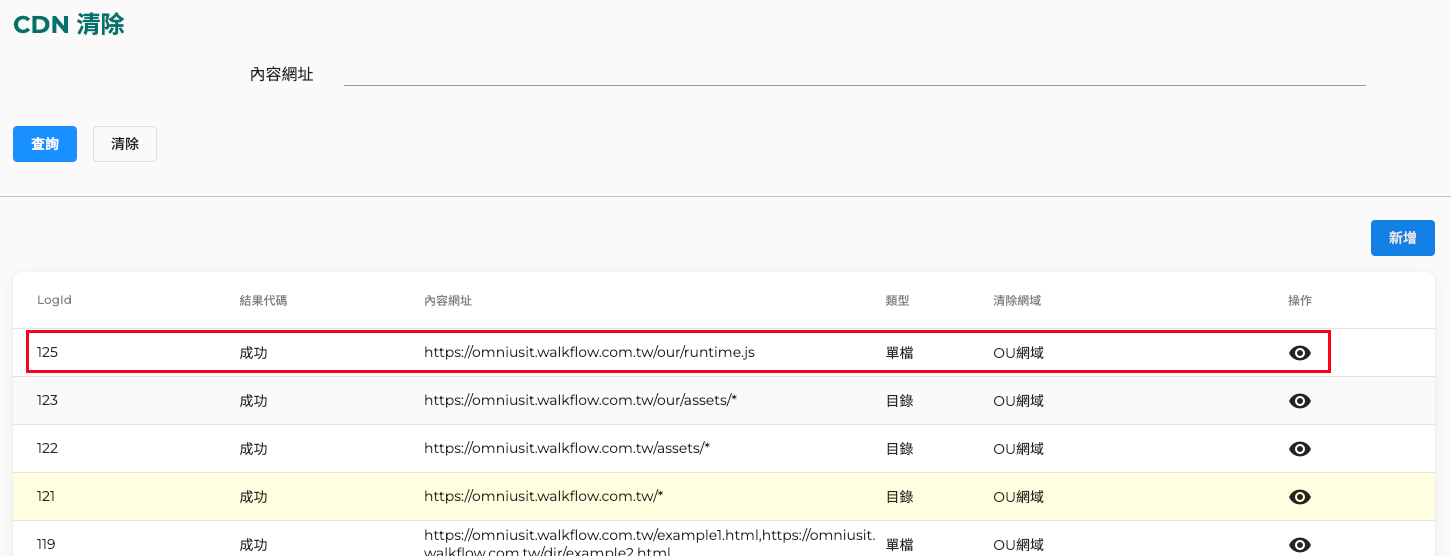 CDN 清除
內容網址
查詢 清除
新增
LogId 結果代碼 內容網址 類型 清除網域 操作
125 成功 https://omniusit.walkflow.com.tw/our/runtime.js 單檔 OU網域
123 成功 https://omniusit.walkflow.com.tw/our/assets/* 目錄 OU網域
122 成功 https://omniusit.walkflow.com.tw/assets/* 目錄 OU網域
121 成功 https://omniusit.walkflow.com.tw/* 目錄 OU網域
119 成功 https://omniusit.walkflow.com.tw/example1.html,https://omniusit. 單檔 OU網域
walkflow.com.tw/dir/example2.html